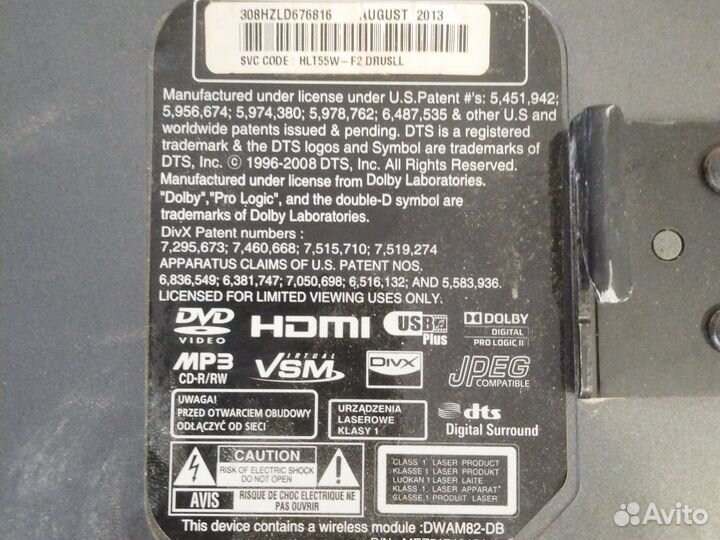 308HZLD676816 AUGUST 2013
SVC CODE : HLT55W-F2 DRUSLL
Manufactured under license under U.S.Patent #'s: 5,451,942;
5,956,674; 5,974,380; 5,978,762; 6,487,535 & other U.S and
worldwide patents issued & pending. DTS is a registered
trademark & the DTS logos and Symbol are trademarks of
DTS, Inc. © 1996-2008 DTS, Inc. All Rights Reserved.
Manufactured under license from Dolby Laboratories.
"Dolby","Pro Logic", and the double-D symbol are
trademarks of Dolby Laboratories.
DivX Patent numbers :
7,295,673; 7,460,668; 7,515,710; 7,519,274
APPARATUS CLAIMS OF U.S. PATENT NOS.
6,836,549; 6,381,747; 7,050,698; 6,516,132; AND 5,583,936.
LICENSED FOR LIMITED VIEWING USES ONLY.
DVD VIDEO
HDMI
USB Plus
DOLBY
DIGITAL
PRO LOGIC II
MP3
CD-R/RW
VIRTUAL
VSM
DIVX
JPEG
COMPATIBLE
UWAGA!
PRZED OTWARCIEM OBUDOWY
ODŁĄCZYĆ OD SIECI
URZĄDZENIA
LASEROWE
KLASY 1
dts
Digital Surround
CAUTION
RISK OF ELECTRIC SHOCK
DO NOT OPEN
AVIS
RISQUE DE CHOC ELECTRIQUE NE
PAS OUVRIR
CLASS 1 LASER PRODUCT
KLASSE 1 LASER PRODUKT
LUOKAN 1 LASER LAITE
KLASS 1 LASER APPARAT
CLASSE 1 PRODUIT LASER
This device contains a wireless module :DWAM82-DB
Avito